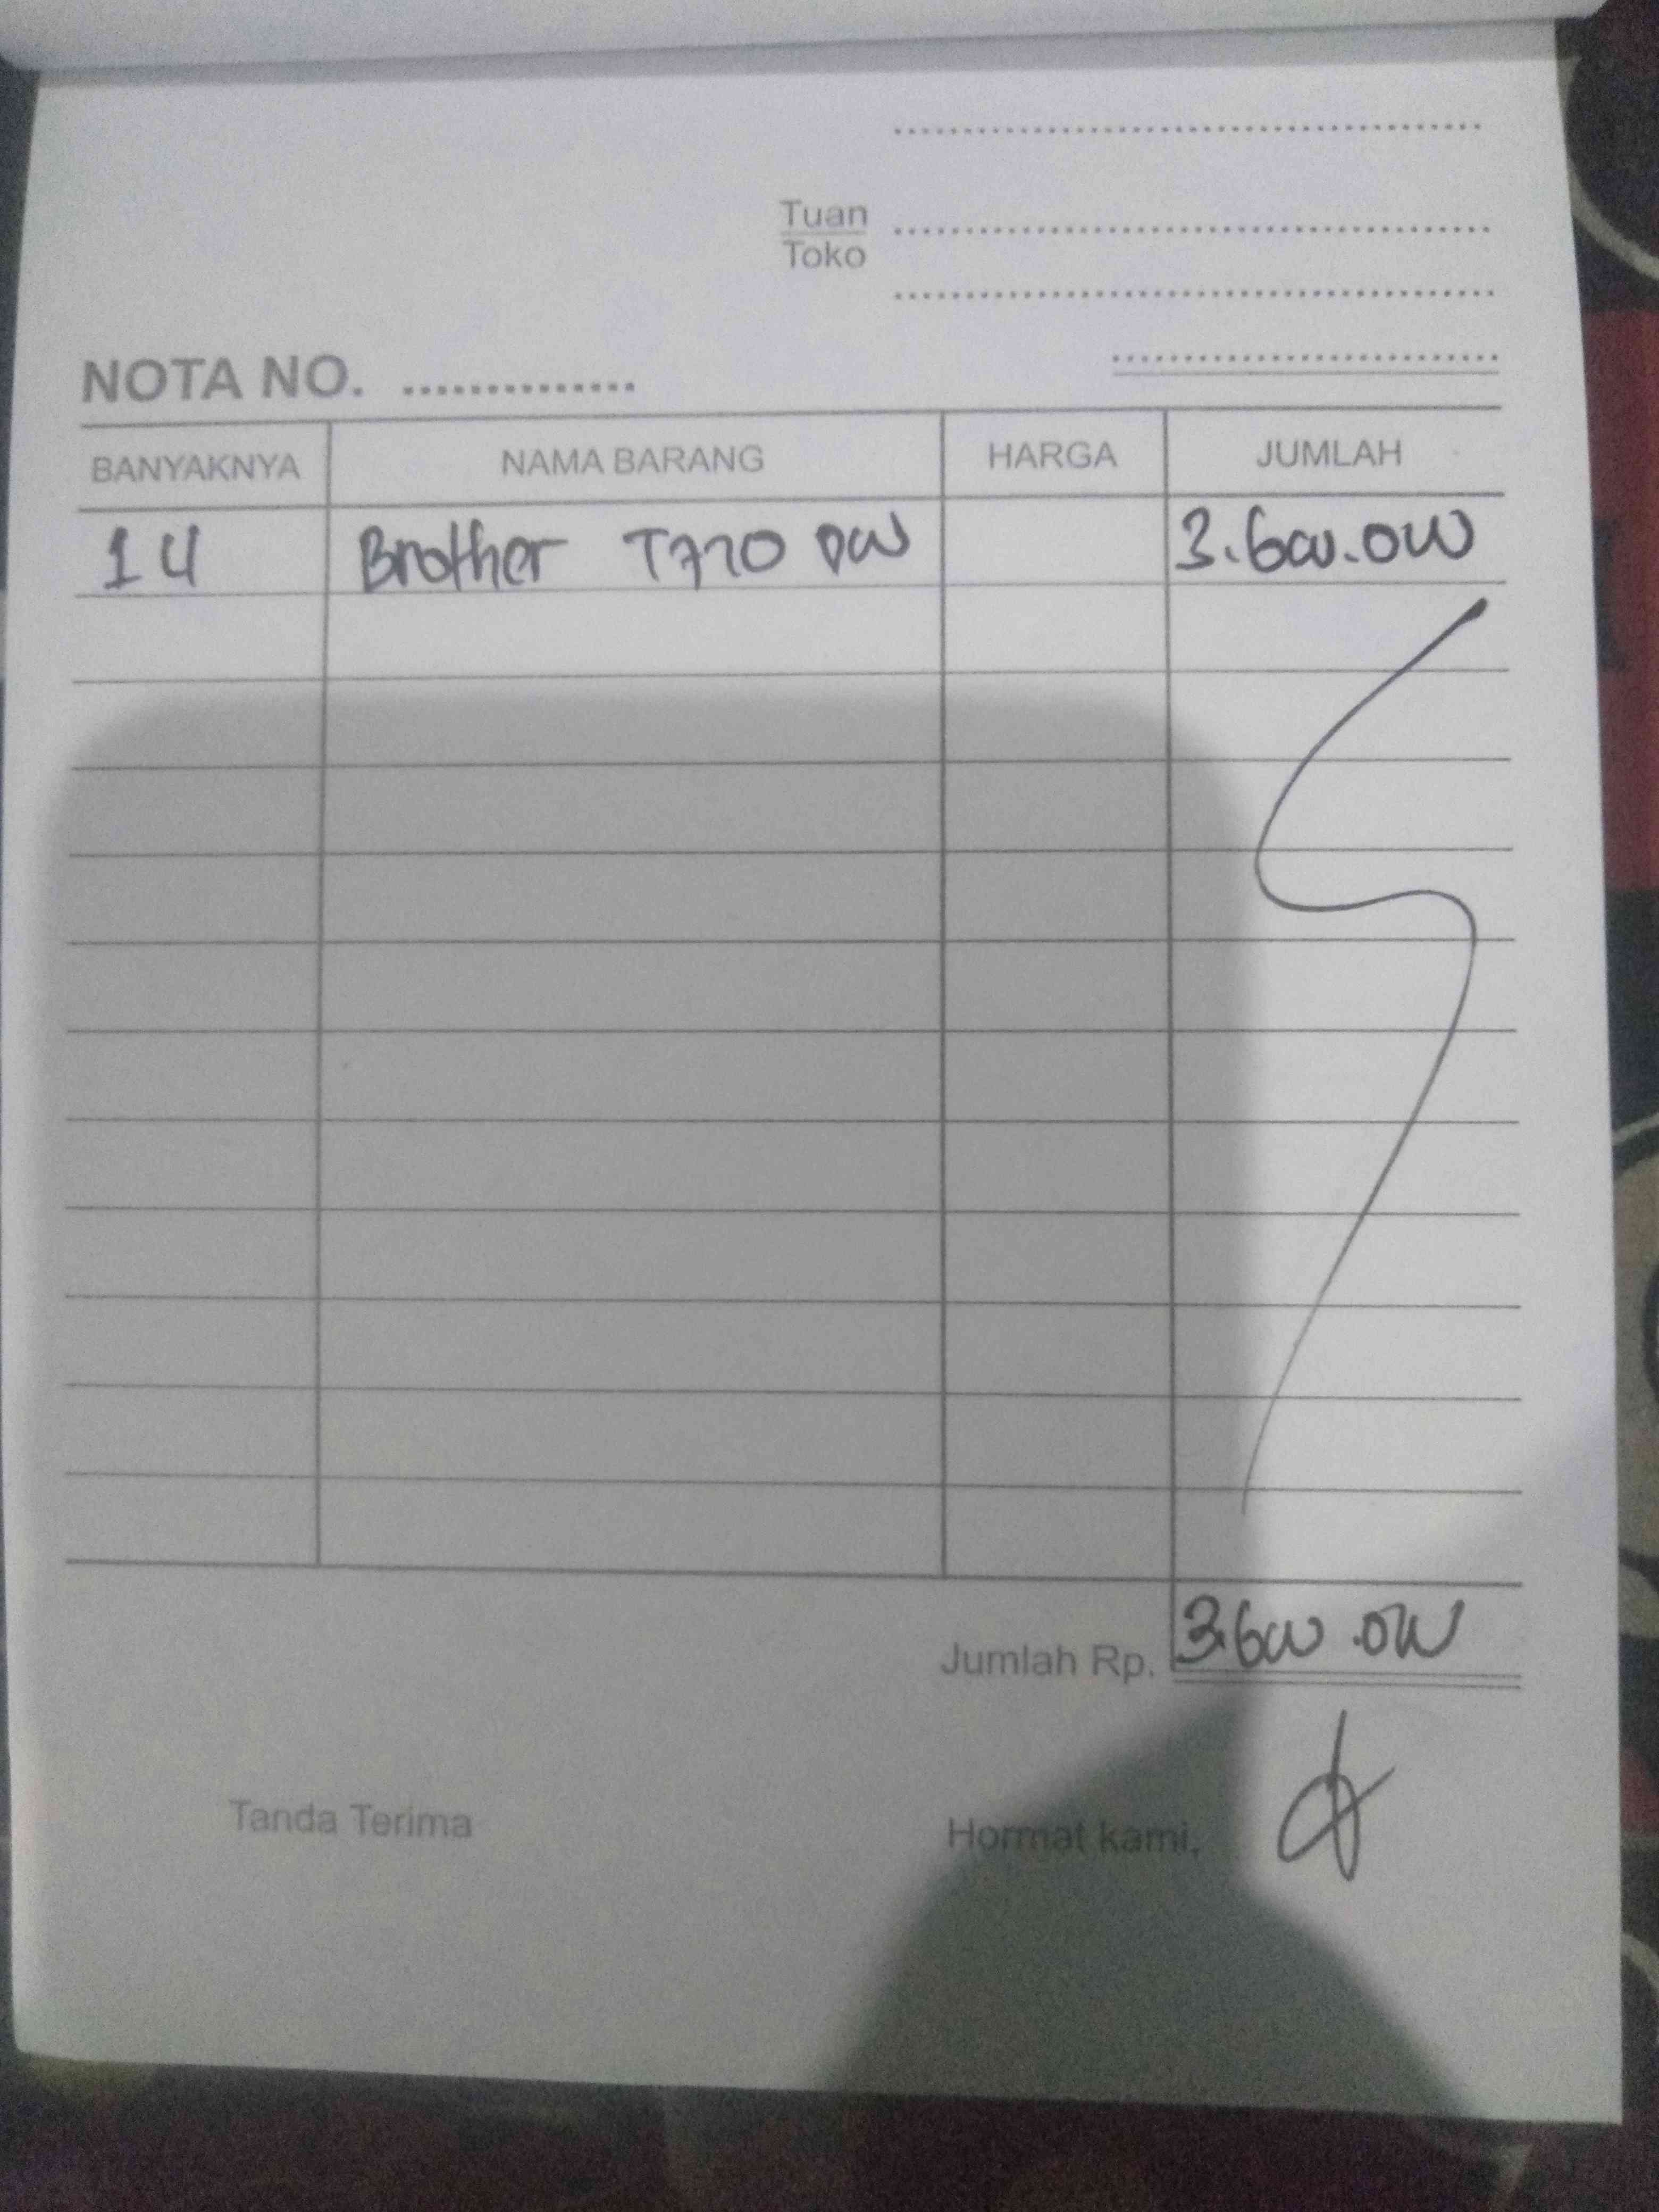 Tuan
Toko
NOTA NO. ...............
BANYAKNYA NAMA BARANG HARGA JUMLAH
1 U Brother T720 DW 3.600.000
Jumlah Rp. 3.600.000
Tanda Terima Hormat kami,